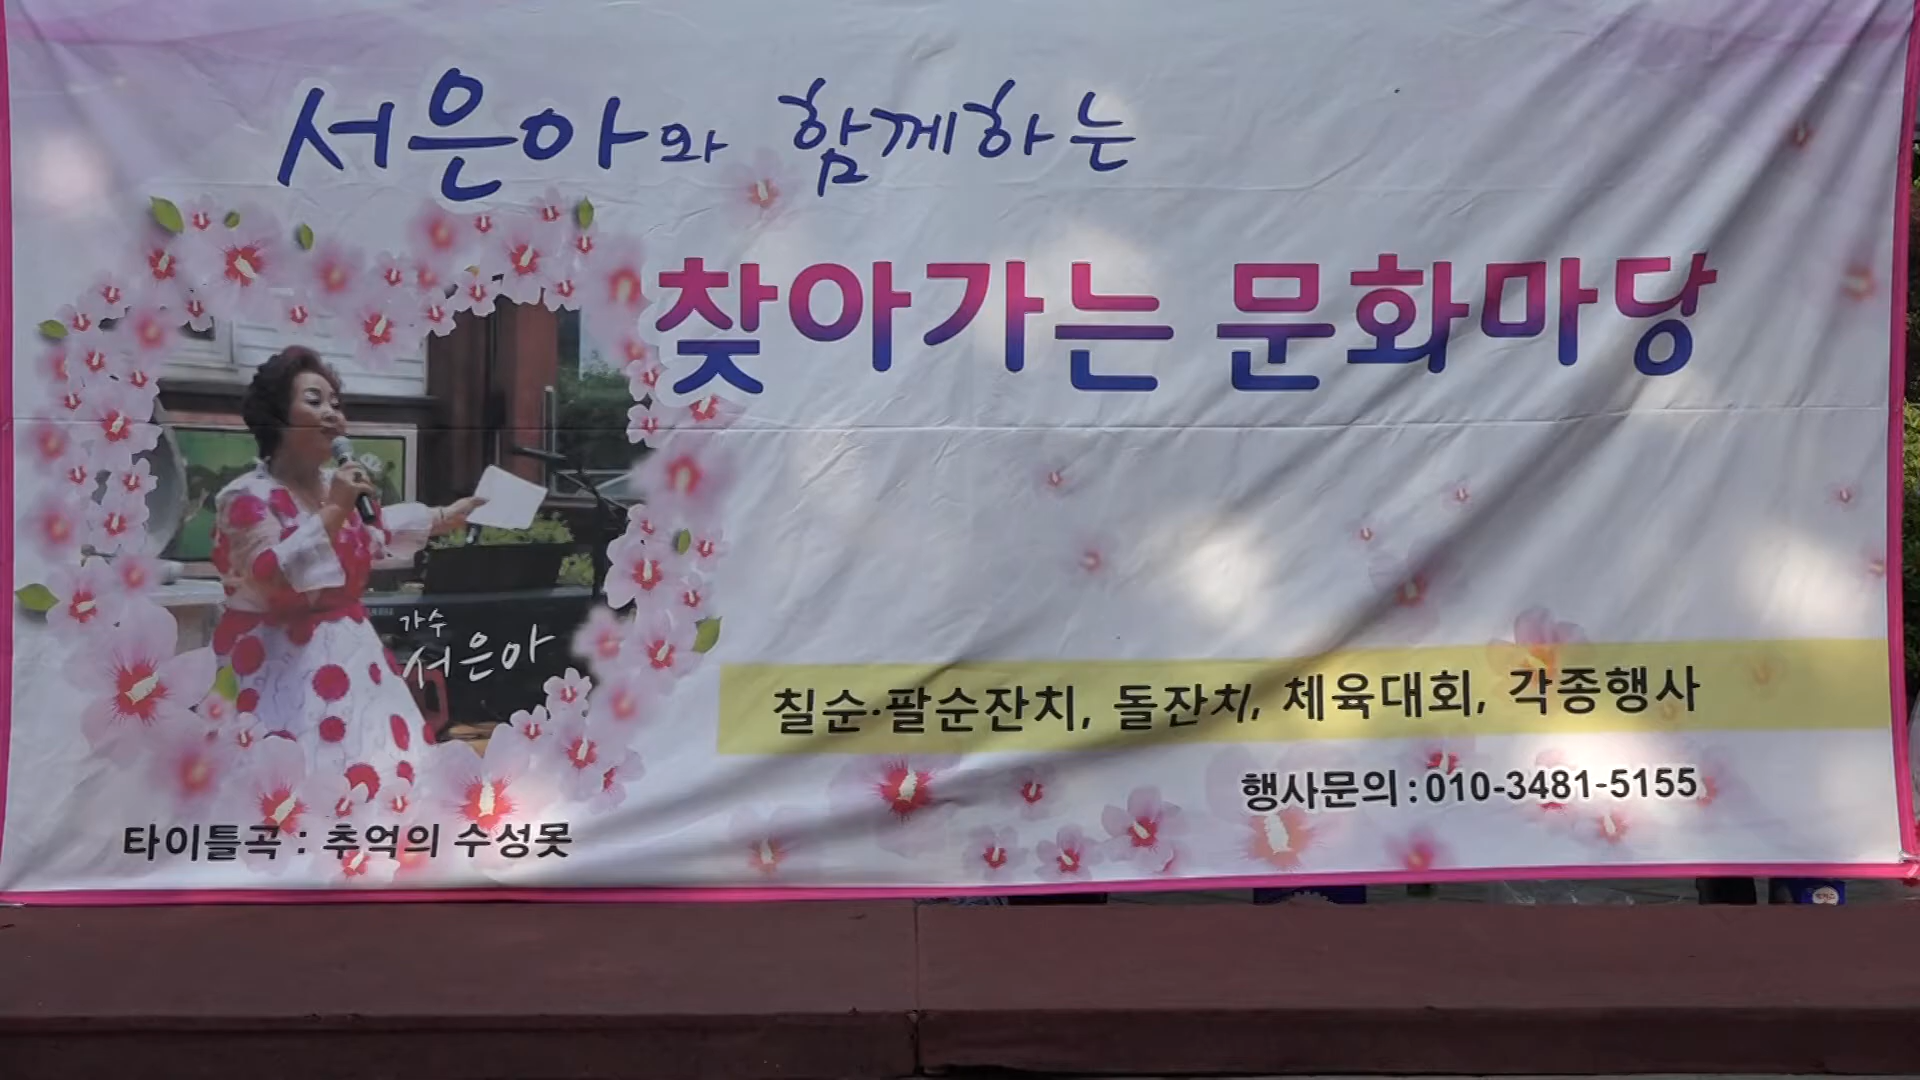 서은아와 함께하는
찾아가는 문화마당
가수
서은아
칠순·팔순잔치, 돌잔치, 체육대회, 각종행사
행사문의 : 010-3481-5155
타이틀곡 : 추억의 수성못